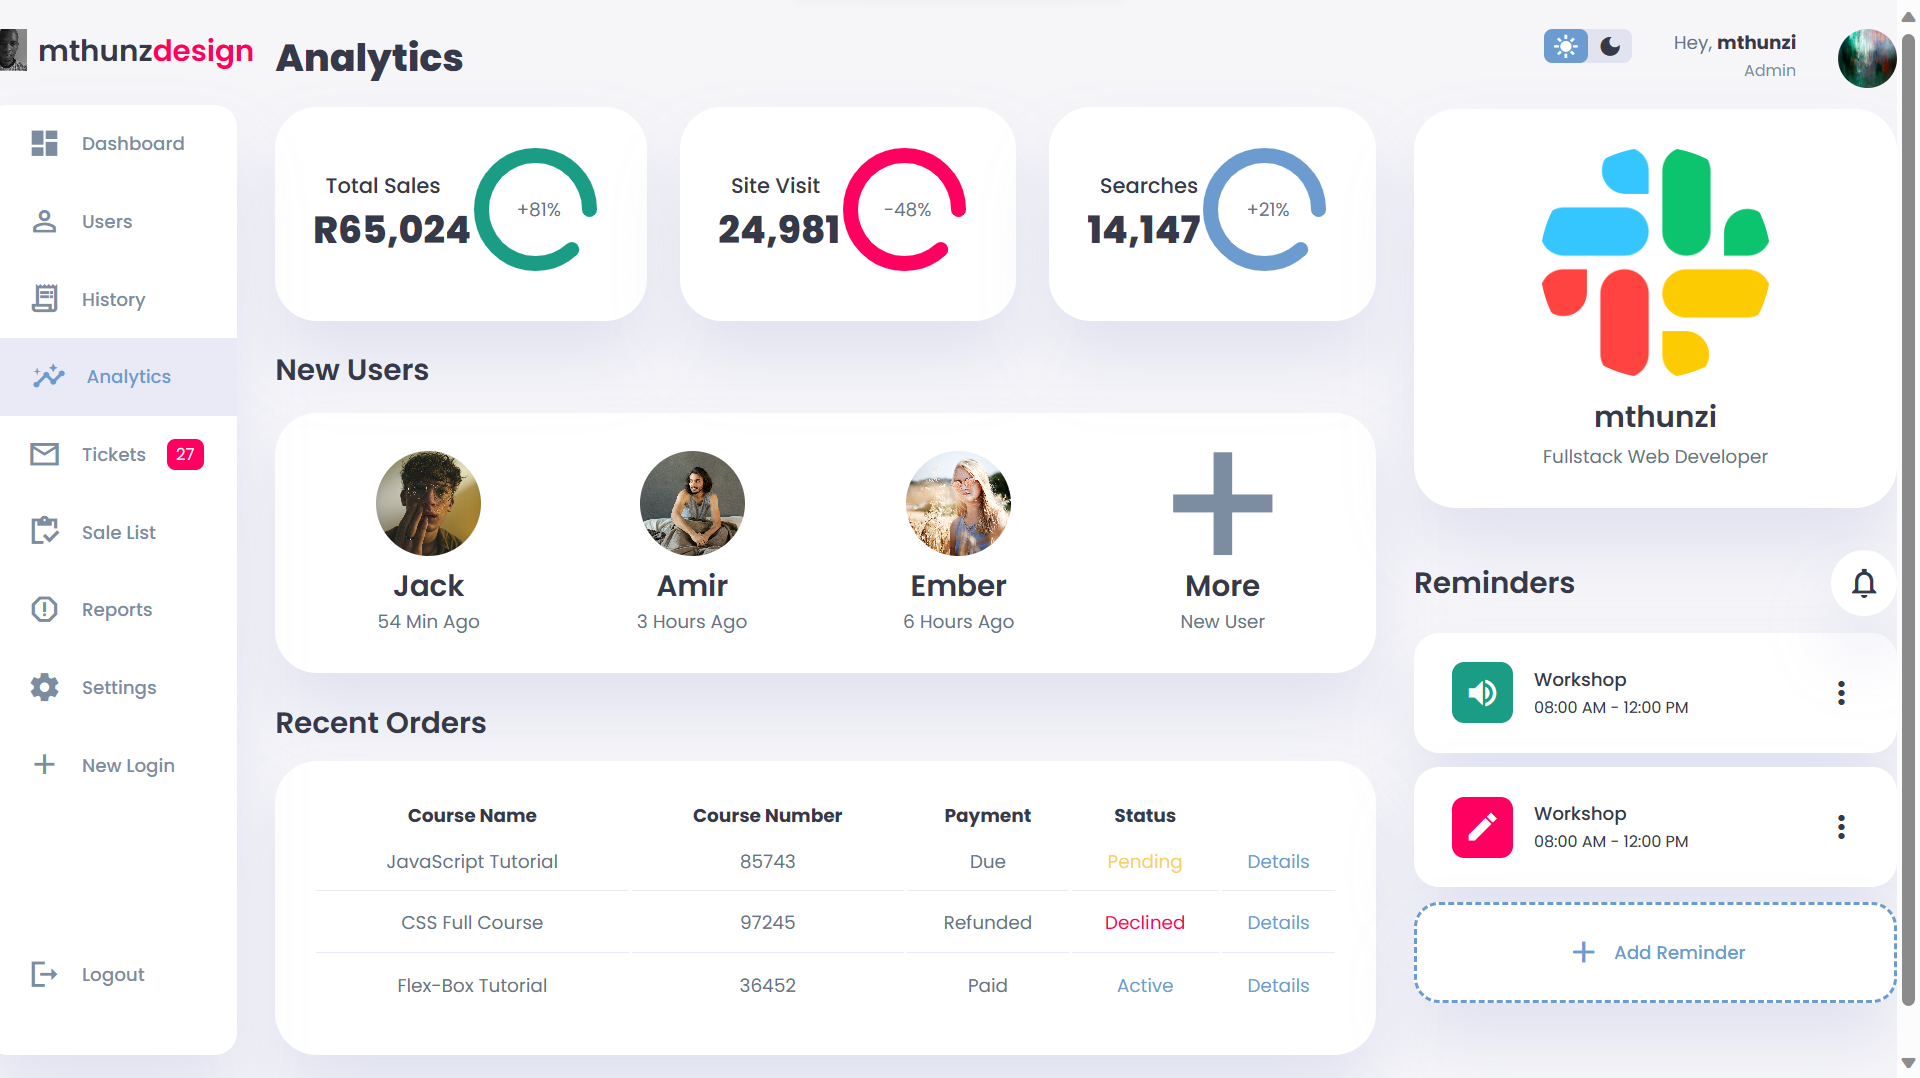 mthunzdesign
Analytics
Hey, mthunzi
Admin
Dashboard
Users
History
Analytics
Tickets 27
Sale List
Reports
Settings
New Login
Logout
Total Sales
R65,024
+81%
Site Visit
24,981
-48%
Searches
14,147
+21%
New Users
Jack
54 Min Ago
Amir
3 Hours Ago
Ember
6 Hours Ago
More
New User
Recent Orders
Course Name Course Number Payment Status
JavaScript Tutorial 85743 Due Pending Details
CSS Full Course 97245 Refunded Declined Details
Flex-Box Tutorial 36452 Paid Active Details
mthunzi
Fullstack Web Developer
Reminders
Workshop
08:00 AM - 12:00 PM
Workshop
08:00 AM - 12:00 PM
Add Reminder